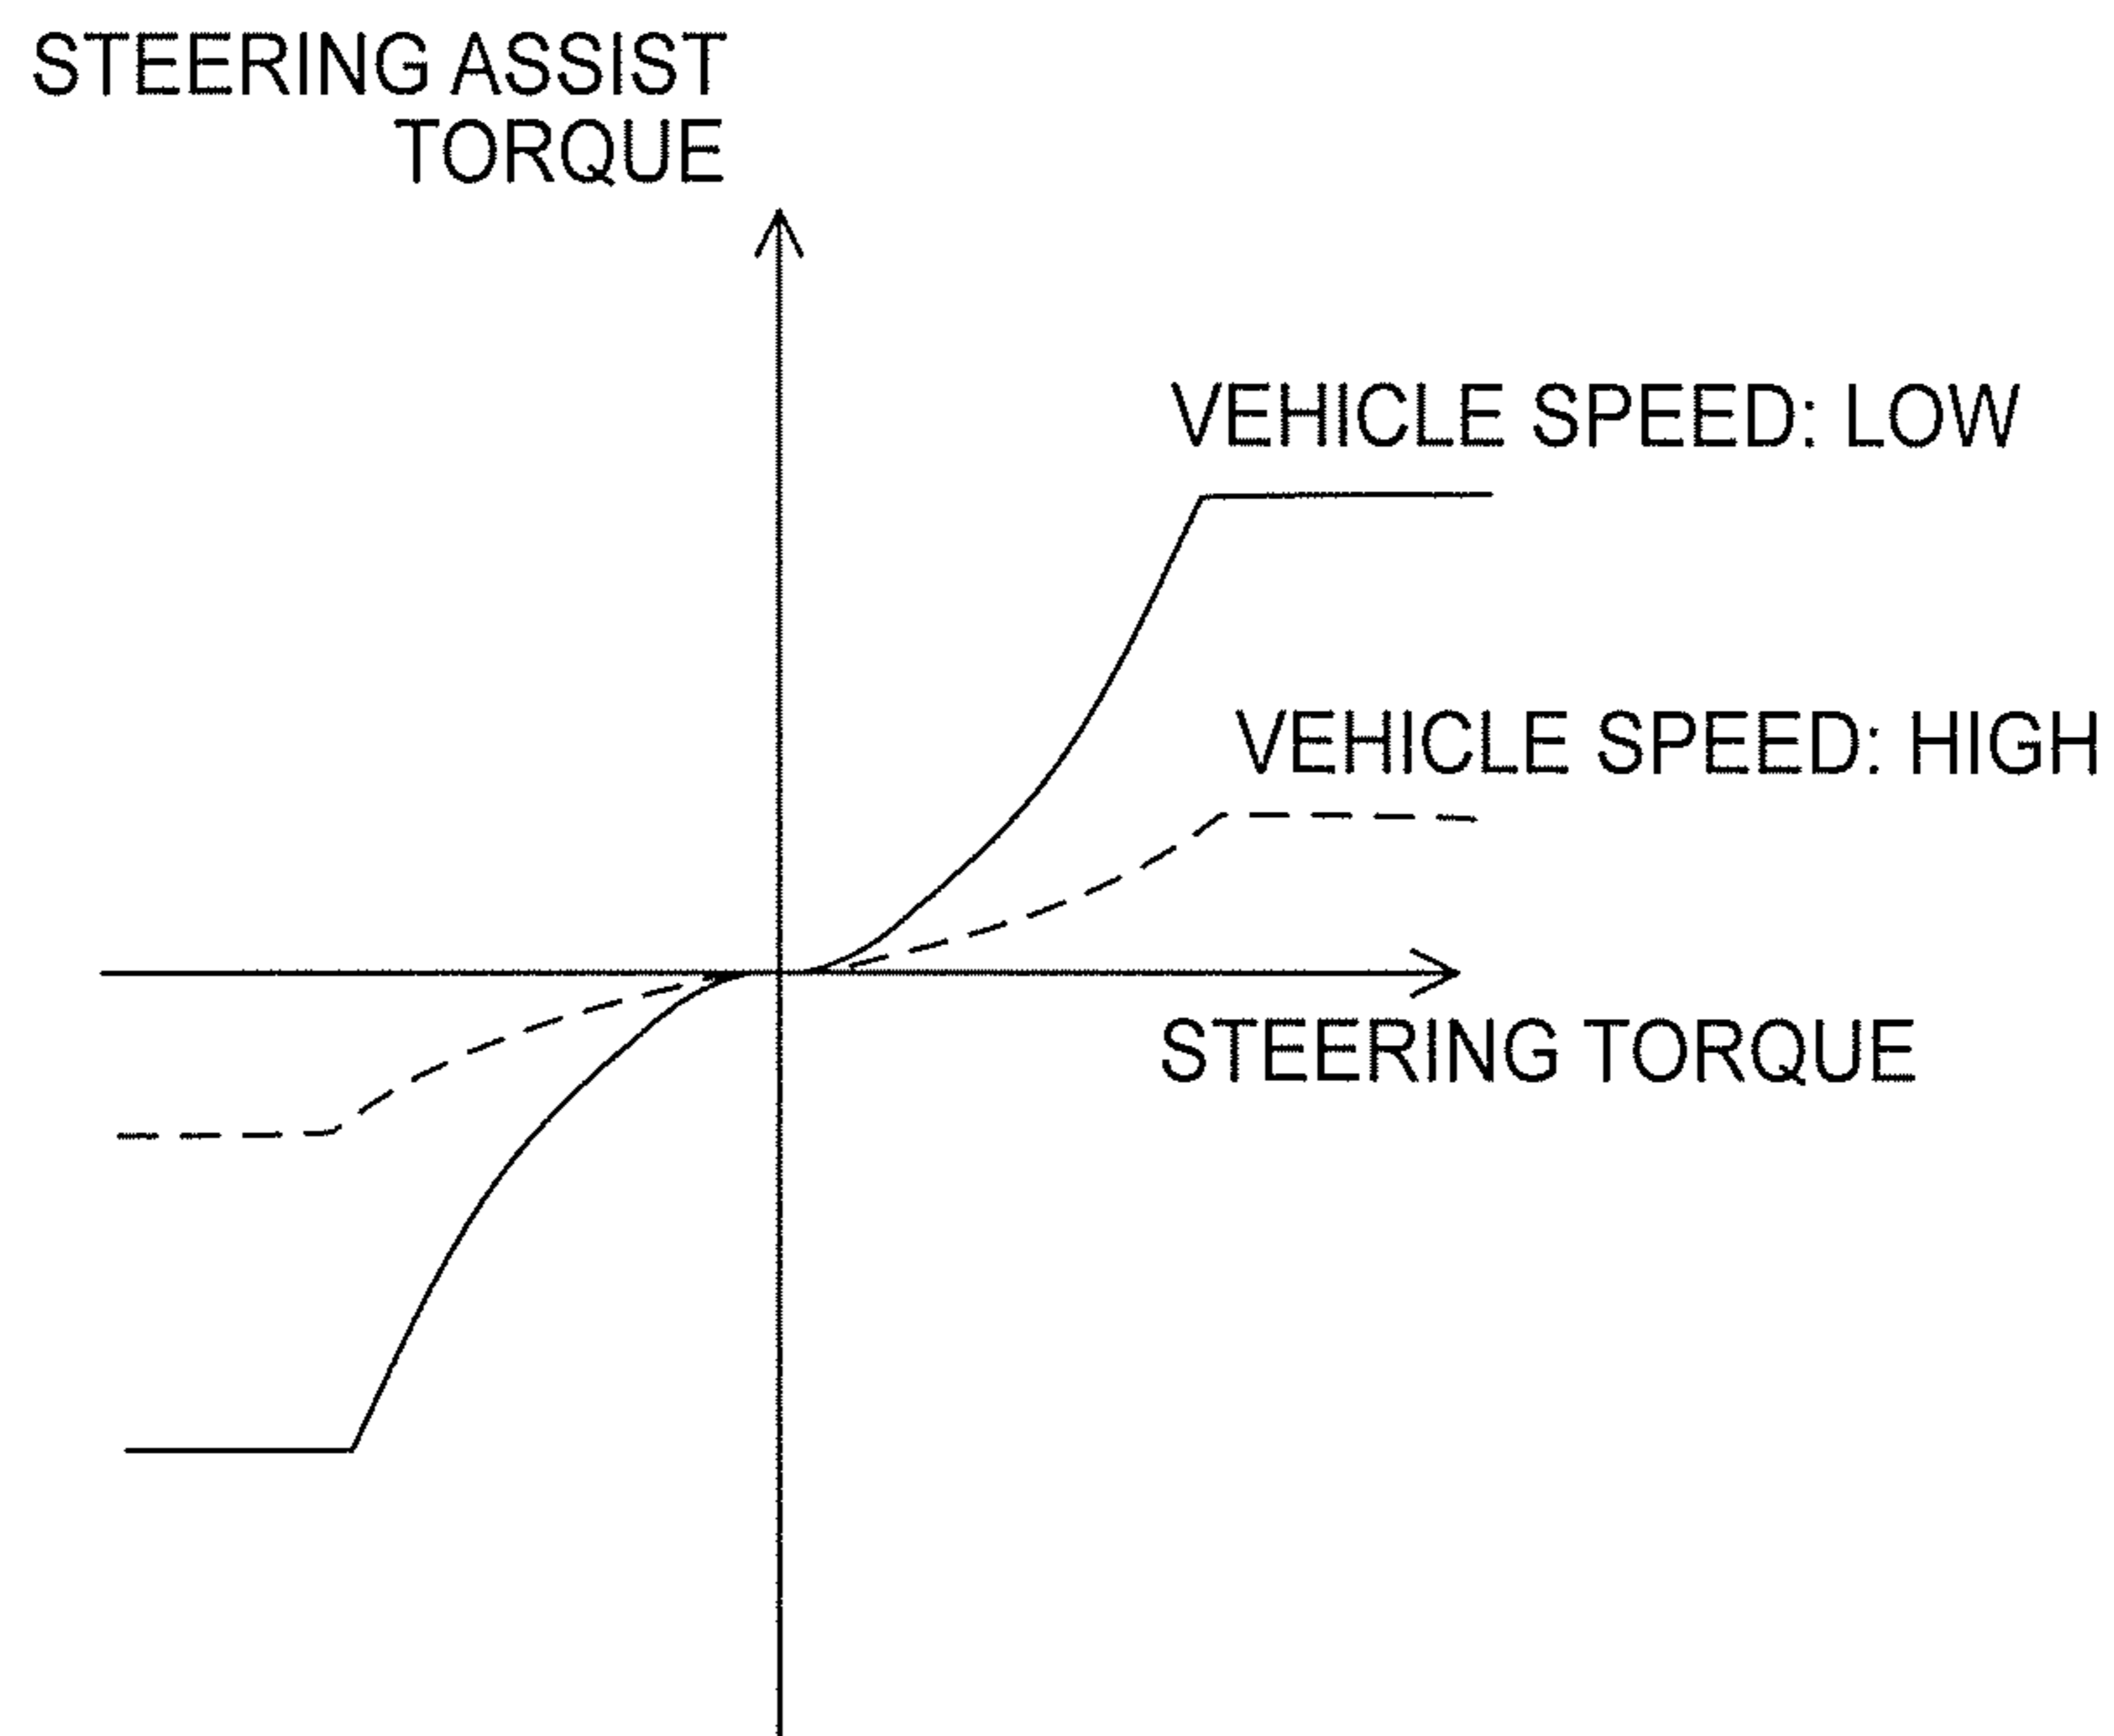 STEERING ASSIST
TORQUE
VEHICLE SPEED: LOW
VEHICLE SPEED: HIGH
STEERING TORQUE